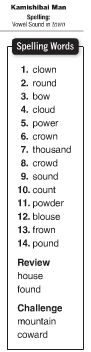 Kamishibai Man
Spelling:
Vowel Sound in town
Spelling Words
1. clown
2. round
3. bow
4. cloud
5. power
6. crown
7. thousand
8. crowd
9. sound
10. count
11. powder
12. blouse
13. frown
14. pound
Review
house
found
Challenge
mountain
coward